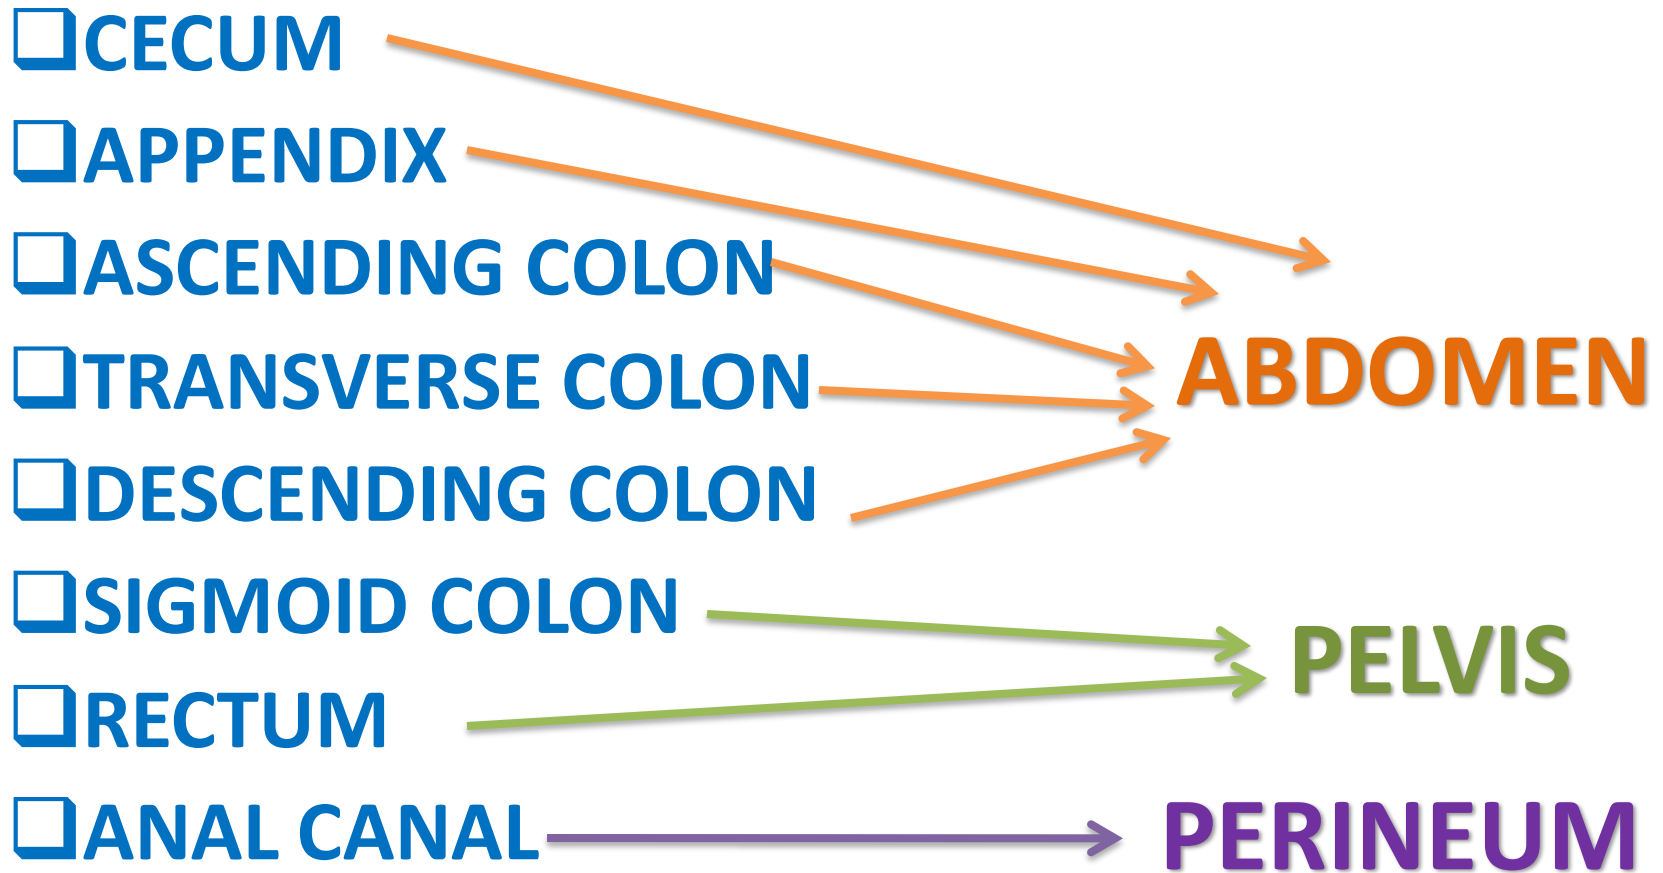 CECUM
APPENDIX
ASCENDING COLON
TRANSVERSE COLON
DESCENDING COLON
SIGMOID COLON
RECTUM
ANAL CANAL
ABDOMEN
PELVIS
PERINEUM